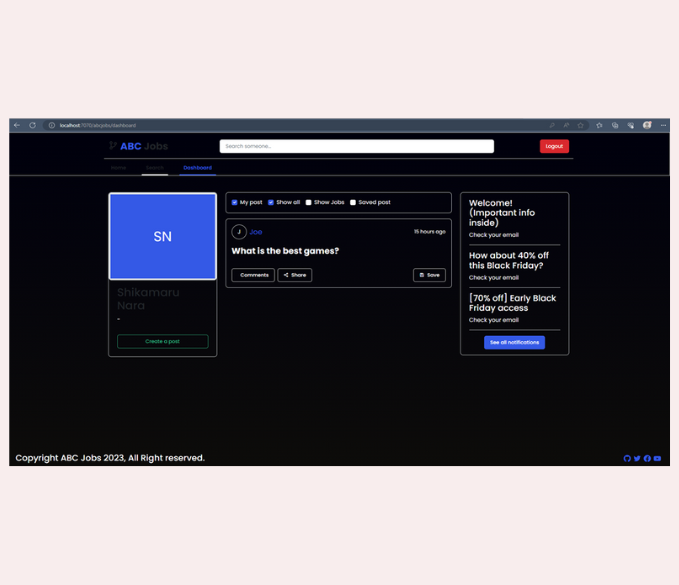 localhost:7070/abcjobs/dashboard
ABC Jobs
Search someone...
Logout
Home
Dashboard
SN
Shikamaru
Nara
-
Create a post
My post
Show all
Show Jobs
Saved post
J
Joe
15 hours ago
What is the best games?
Comments
Share
Save
Welcome!
(Important info
inside)
Check your email
How about 40% off
this Black Friday?
Check your email
[70% off] Early Black
Friday access
Check your email
See all notifications
Copyright ABC Jobs 2023, All Right reserved.